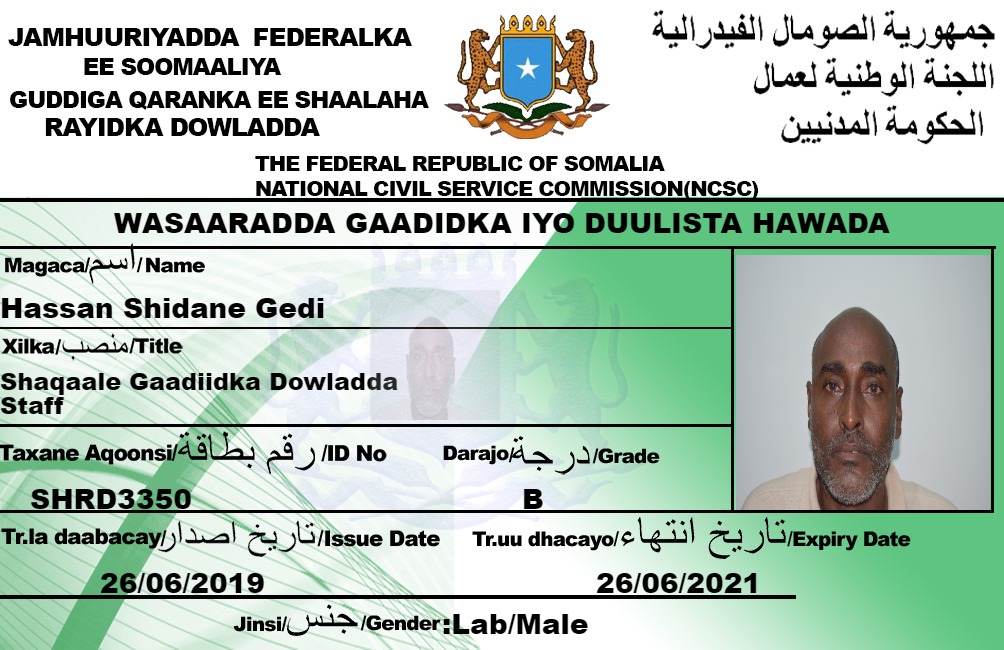 JAMHUURIYADDA FEDERALKA
EE SOOMAALIYA
GUDDIGA QARANKA EE SHAALAHA
RAYIDKA DOWLADDA
جمهورية الصومال الفيدرالية
اللجنة الوطنية لعمال
الحكومة المدنيين
THE FEDERAL REPUBLIC OF SOMALIA
NATIONAL CIVIL SERVICE COMMISSION(NCSC)
WASAARADDA GAADIDKA IYO DUULISTA HAWADA
Magaca/اسم/Name
Hassan Shidane Gedi
Xilka/منصب/Title
Shaqaale Gaadiidka Dowladda
Staff
Taxane Aqoonsi/رقم بطاقة/ID No
SHRD3350
Darajo/درجة/Grade
B
Tr.la daabacay/تاريخ اصدار/Issue Date
26/06/2019
Tr.uu dhacayo/تاريخ انتهاء/Expiry Date
26/06/2021
Jinsi/جنس/Gender:Lab/Male